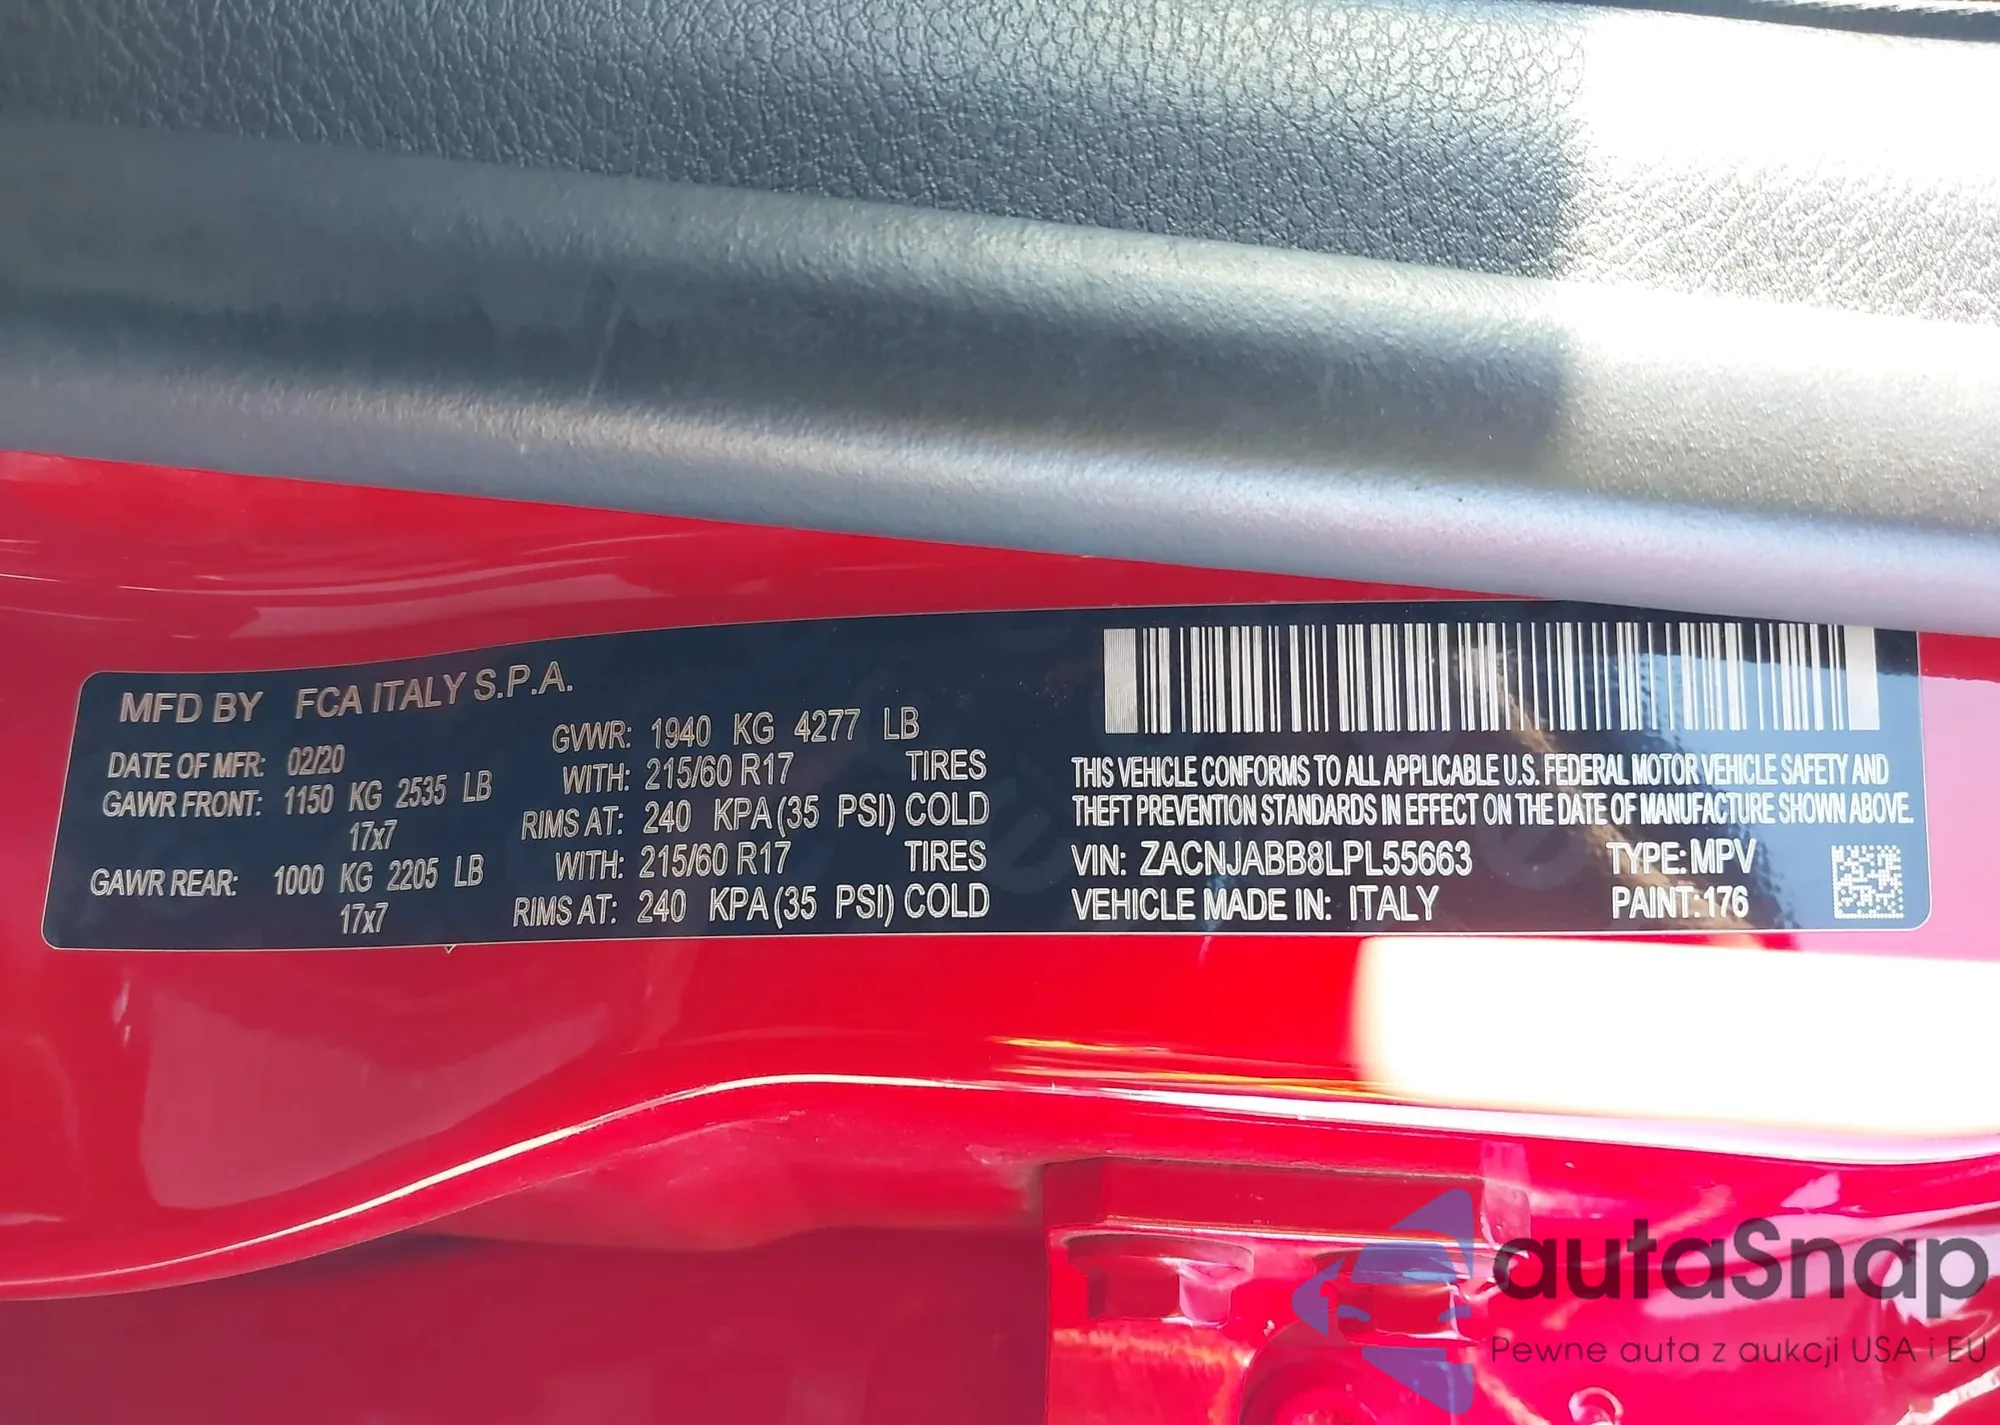 MFD BY FCA ITALY S.P.A.
DATE OF MFR: 02/20 GVWR: 1940 KG 4277 LB
GAWR FRONT: 1150 KG 2535 LB WITH: 215/60 R17 TIRES
17x7 RIMS AT: 240 KPA (35 PSI) COLD
GAWR REAR: 1000 KG 2205 LB WITH: 215/60 R17 TIRES
17x7 RIMS AT: 240 KPA (35 PSI) COLD
THIS VEHICLE CONFORMS TO ALL APPLICABLE U.S. FEDERAL MOTOR VEHICLE SAFETY AND
THEFT PREVENTION STANDARDS IN EFFECT ON THE DATE OF MANUFACTURE SHOWN ABOVE.
VIN: ZACNJABB8LPL55663 TYPE: MPV
VEHICLE MADE IN: ITALY PAINT: 176
autaSnap
Pewne auta z aukcji USA i EU